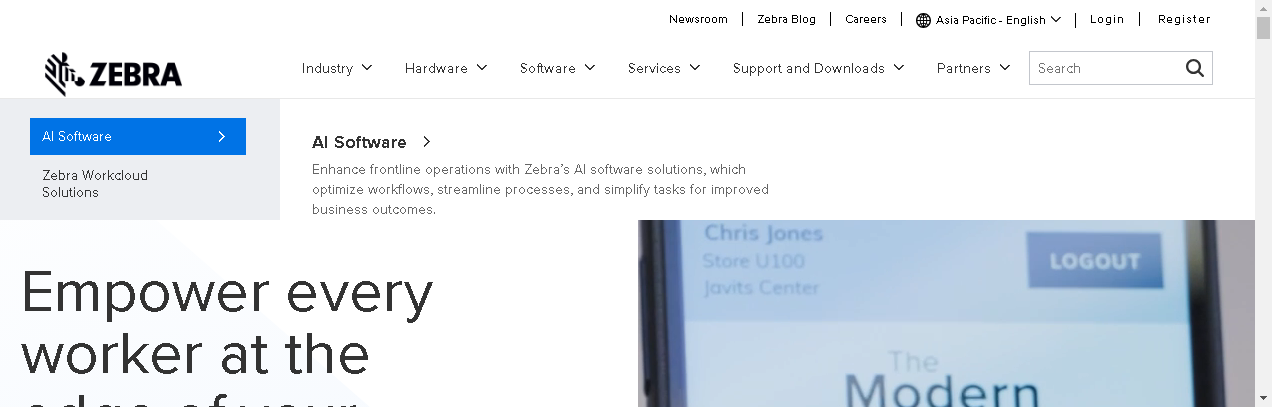 Newsroom
Zebra Blog
Careers
Asia Pacific - English
Login
Register
ZEBRA
Industry
Hardware
Software
Services
Support and Downloads
Partners
Search
AI Software
Zebra Workcloud
Solutions
AI Software
Enhance frontline operations with Zebra’s AI software solutions, which
optimize workflows, streamline processes, and simplify tasks for improved
business outcomes.
Empower every
worker at the
edge of your
Chris Jones
Store U100
Javits Center
LOGOUT
The
Modern